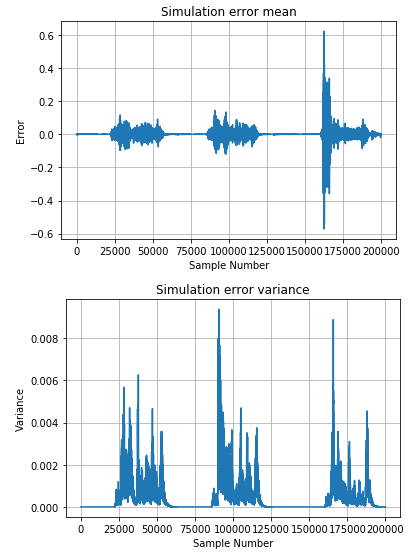 Simulation error mean
0.6
0.4
0.2
0.0
−0.2
−0.4
−0.6
Error
0 25000 50000 75000 100000 125000 150000 175000 200000
Sample Number
Simulation error variance
0.008
0.006
0.004
0.002
0.000
Variance
0 25000 50000 75000 100000 125000 150000 175000 200000
Sample Number